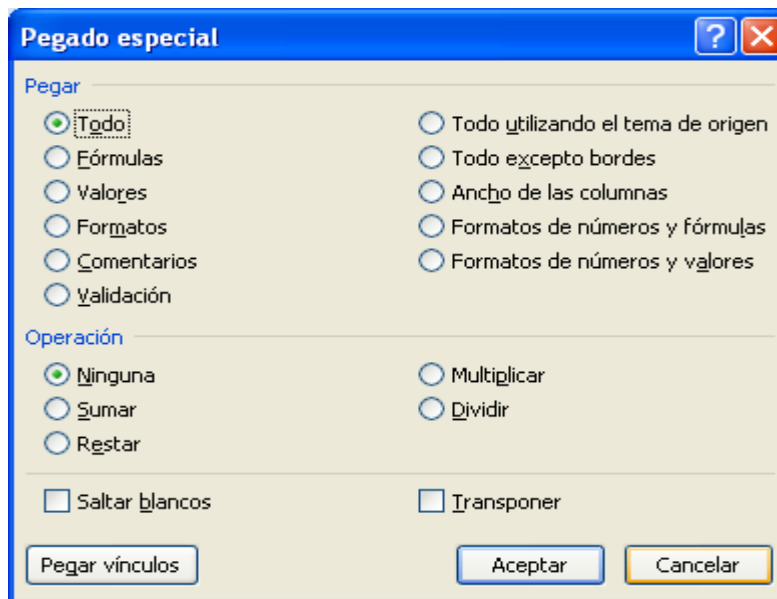 Pegado especial
Pegar
Todo
Todo utilizando el tema de origen
Fórmulas
Todo excepto bordes
Valores
Ancho de las columnas
Formatos
Formatos de números y fórmulas
Comentarios
Formatos de números y valores
Validación
Operación
Ninguna
Multiplicar
Sumar
Dividir
Restar
Saltar blancos
Transponer
Pegar vínculos
Aceptar
Cancelar